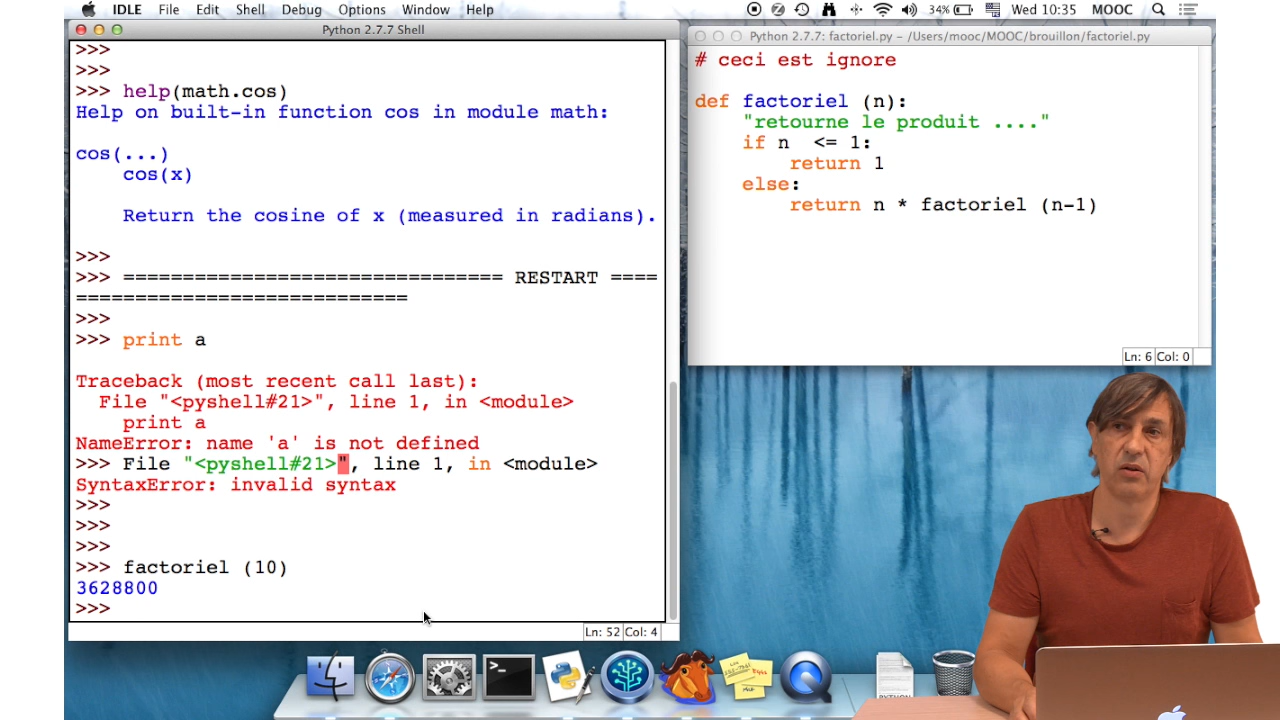 IDLE File Edit Shell Debug Options Window Help 34% Wed 10:35 MOOC
Python 2.7.7 Shell
>>>
>>>
>>> help(math.cos)
Help on built-in function cos in module math:
cos(...)
cos(x)
Return the cosine of x (measured in radians).
>>>
>>> ================================ RESTART ====
============================
>>>
>>> print a
Traceback (most recent call last):
File "<pyshell#21>", line 1, in <module>
print a
NameError: name 'a' is not defined
>>> File "<pyshell#21>", line 1, in <module>
SyntaxError: invalid syntax
>>>
>>>
>>>
>>> factoriel (10)
3628800
>>>
Ln: 52 Col: 4
Python 2.7.7: factoriel.py – /Users/mooc/MOOC/brouillon/factoriel.py
# ceci est ignore
def factoriel (n):
"retourne le produit ...."
if n <= 1:
return 1
else:
return n * factoriel (n-1)
Ln: 6 Col: 0